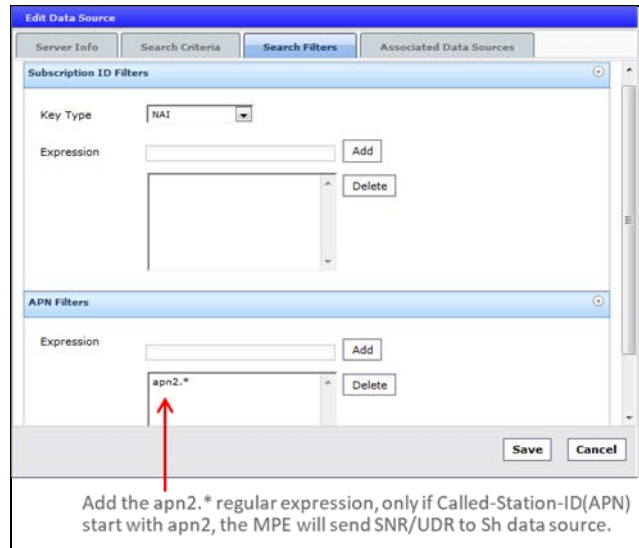 Edit Data Source
Server Info Search Criteria Search Filters Associated Data Sources
Subscription ID Filters
Key Type NAI
Expression Add
Delete
APN Filters
Expression Add
apn2.* Delete
Save Cancel
Add the apn2.* regular expression, only if Called-Station-ID(APN)
start with apn2, the MPE will send SNR/UDR to Sh data source.